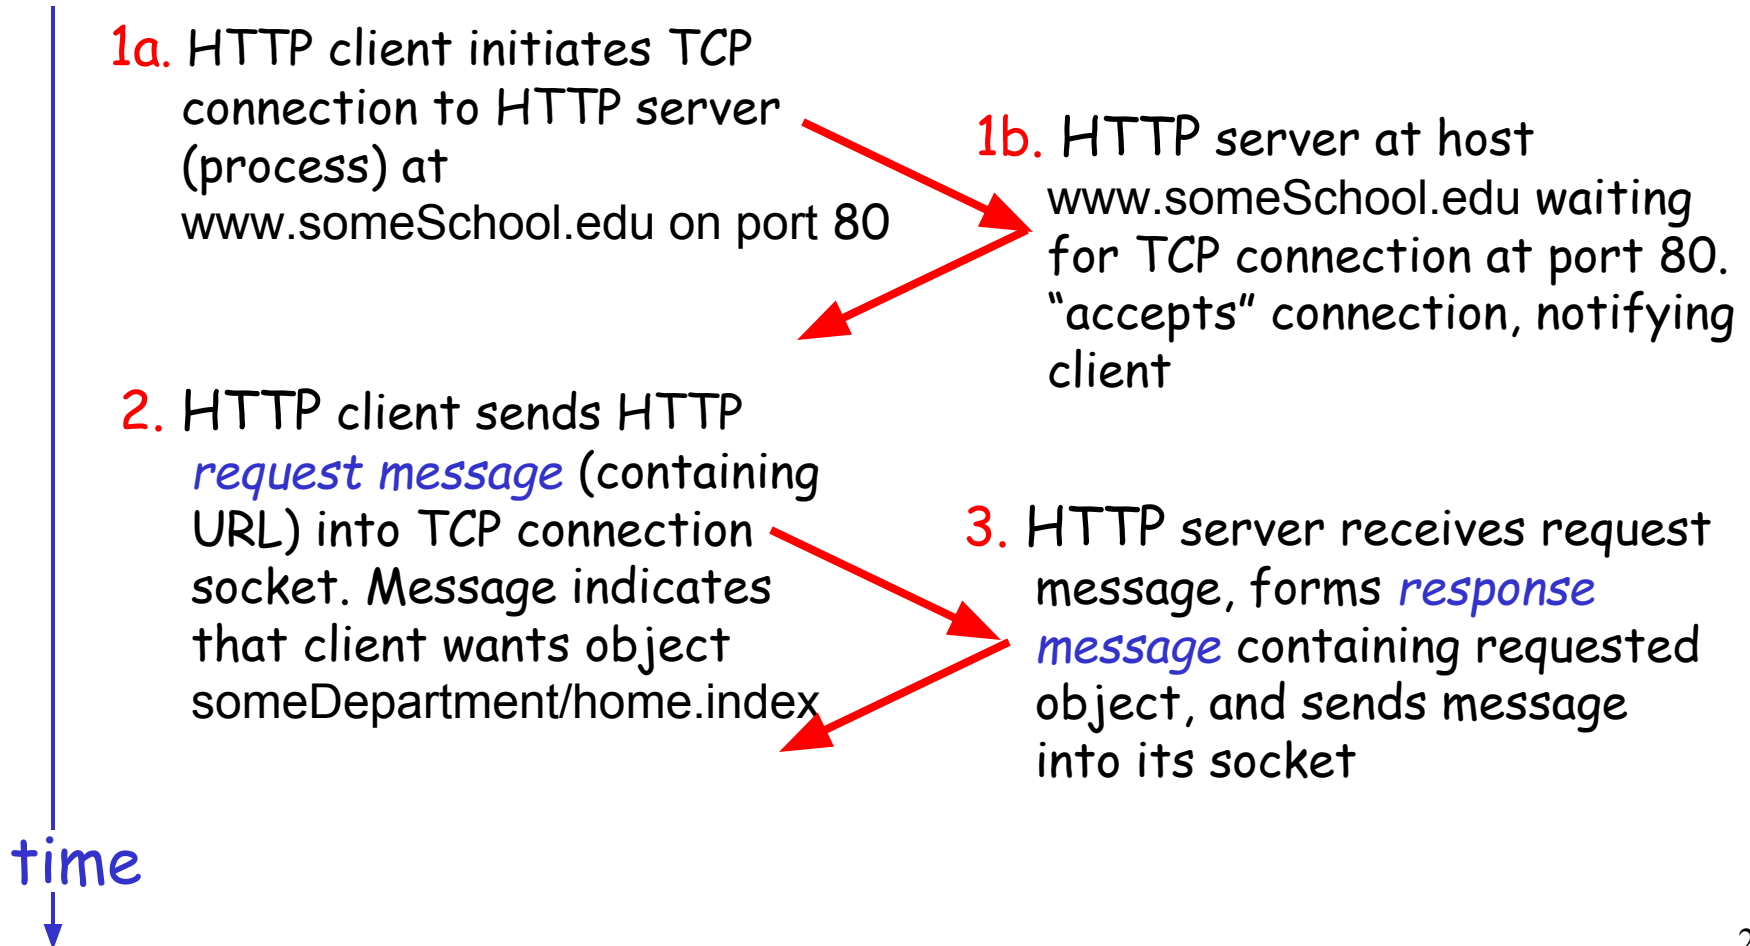 1a. HTTP client initiates TCP
connection to HTTP server
(process) at
www.someSchool.edu on port 80
1b. HTTP server at host
www.someSchool.edu waiting
for TCP connection at port 80.
“accepts” connection, notifying
client
2. HTTP client sends HTTP
request message (containing
URL) into TCP connection
socket. Message indicates
that client wants object
someDepartment/home.index
3. HTTP server receives request
message, forms response
message containing requested
object, and sends message
into its socket
time